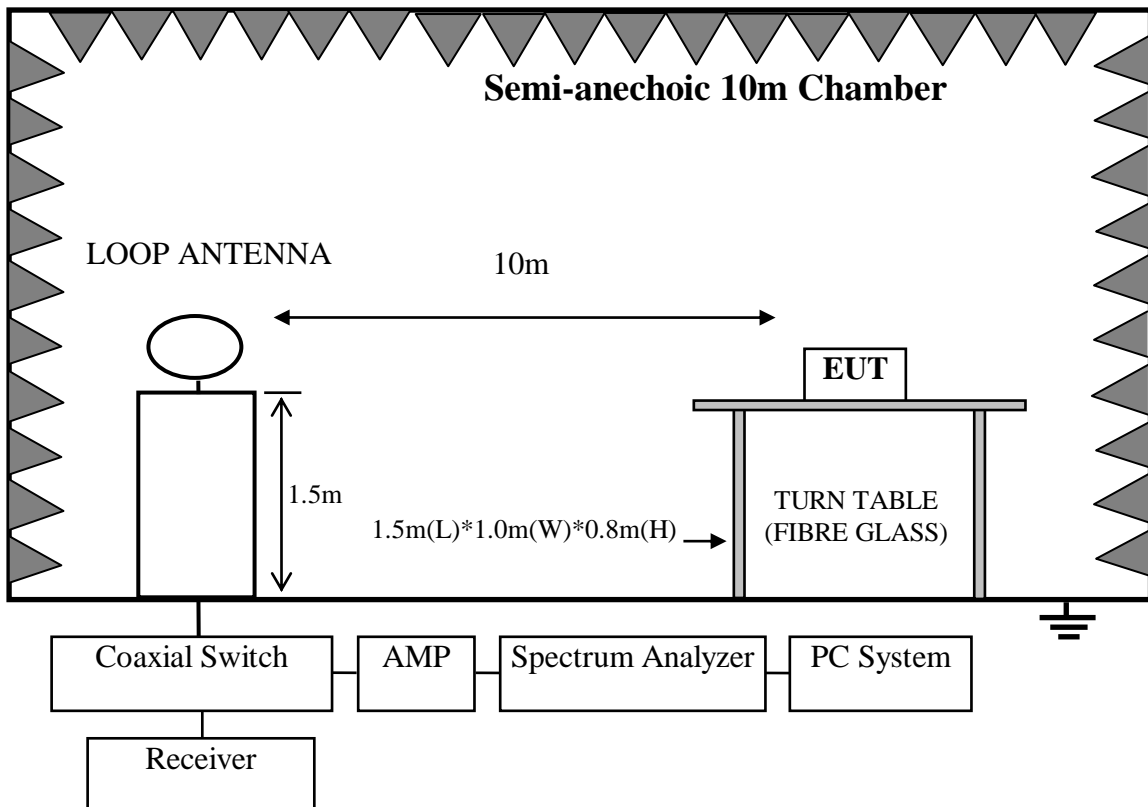 Semi-anechoic 10m Chamber
LOOP ANTENNA
10m
EUT
1.5m
TURN TABLE
(FIBRE GLASS)
1.5m(L)*1.0m(W)*0.8m(H)
Coaxial Switch
AMP
Spectrum Analyzer
PC System
Receiver